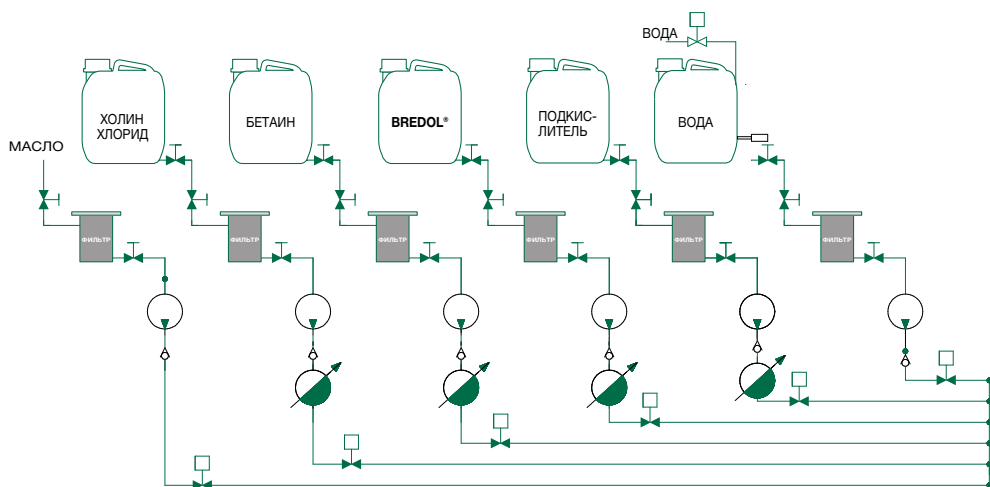 ВОДА
ХОЛИН
ХЛОРИД
БЕТАИН
BREDOL®
ПОДКИС-
ЛИТЕЛЬ
ВОДА
МАСЛО
ФИЛЬТР
ФИЛЬТР
ФИЛЬТР
ФИЛЬТР
ФИЛЬТР
ФИЛЬТР